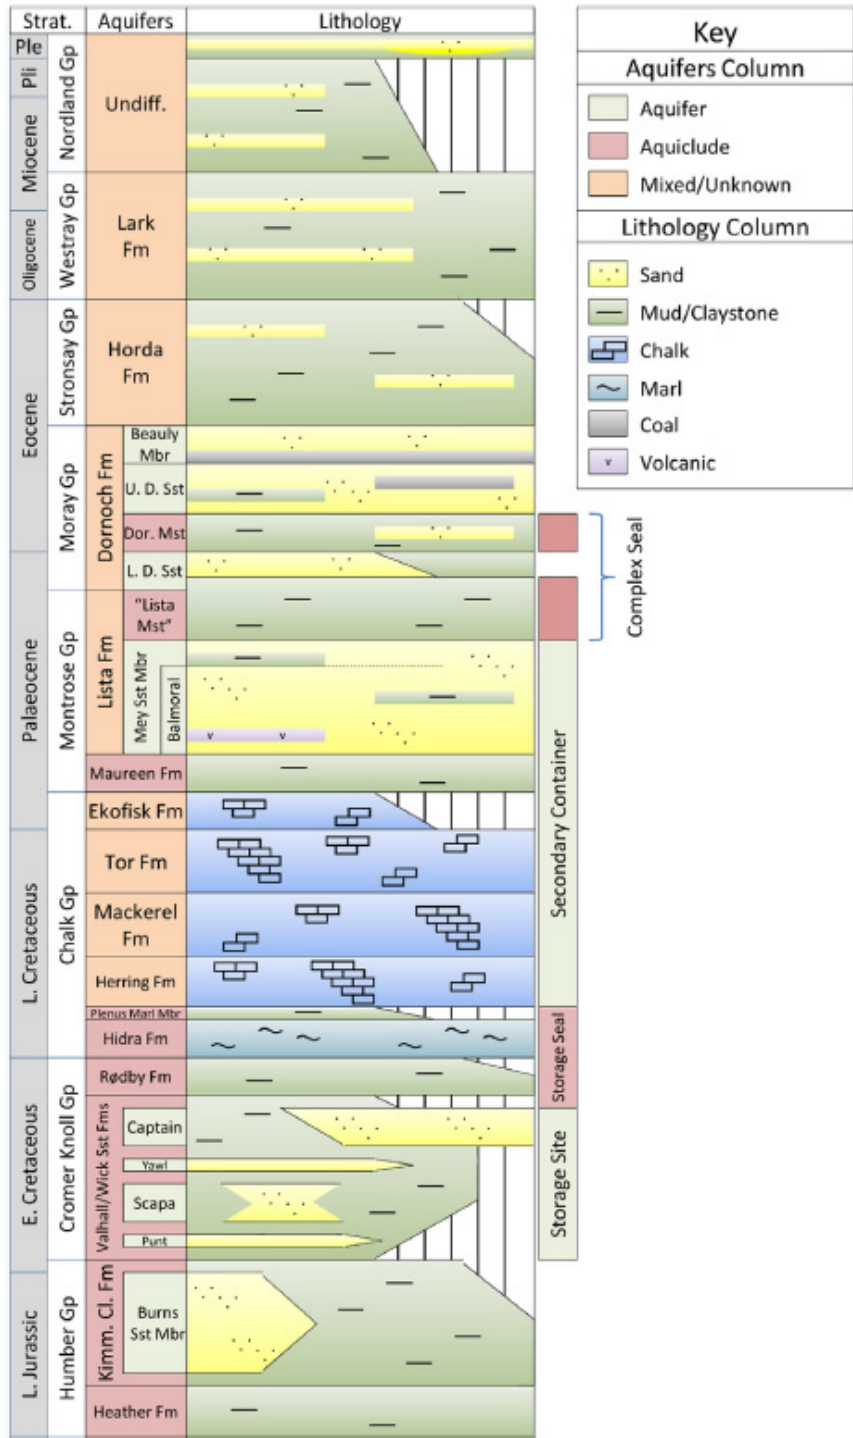 Strat.
Aquifers
Lithology
Ple
Pli
Miocene
Oligocene
Eocene
Palaeocene
L. Cretaceous
E. Cretaceous
L. Jurassic
Nordland Gp
Westray Gp
Stronsay Gp
Moray Gp
Montrose Gp
Chalk Gp
Cromer Knoll Gp
Humber Gp
Undiff.
Lark
Fm
Horda
Fm
Dornoch Fm
Beauly
Mbr
U. D. Sst
Dor. Mst
L. D. Sst
Lista Fm
"Lista
Mst"
Mey Sst Mbr
Balmoral
Maureen Fm
Ekofisk Fm
Tor Fm
Mackerel
Fm
Herring Fm
Plenus Marl Mbr
Hidra Fm
Rødby Fm
Valhall/Wick Sst Fms
Captain
Yawl
Scapa
Punt
Kimm. Cl. Fm
Burns
Sst Mbr
Heather Fm
v v
Complex Seal
Secondary Container
Storage Seal
Storage Site
Key
Aquifers Column
Aquifer
Aquiclude
Mixed/Unknown
Lithology Column
Sand
Mud/Claystone
Chalk
Marl
Coal
v Volcanic